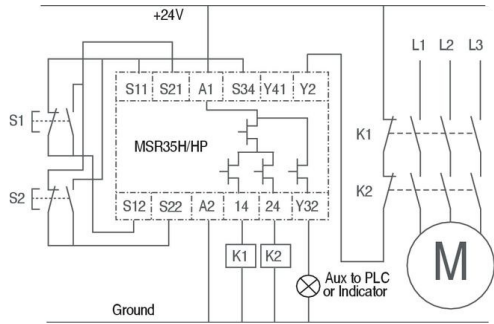 +24V
L1 L2 L3
S11 S21 A1 S34 Y41 Y2
S1
K1
MSR35H/HP
S2
K2
S12 S22 A2 14 24 Y32
K1 K2
M
Aux to PLC
or Indicator
Ground